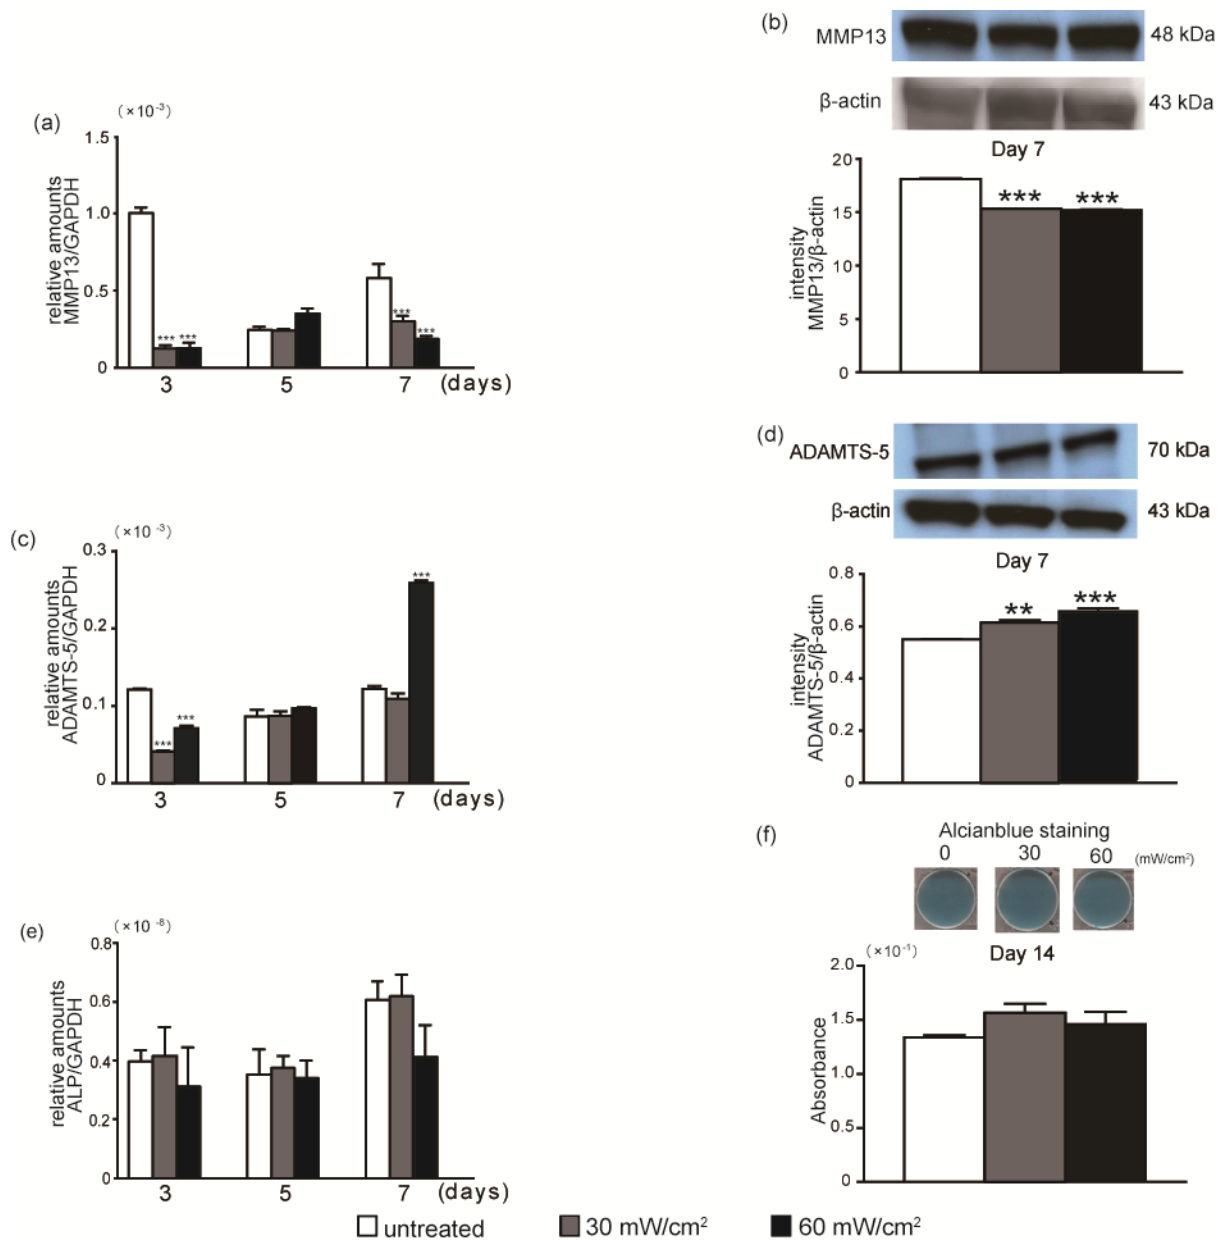 (a)
(×10⁻³)
relative amounts
MMP13/GAPDH
1.5
1.0
0.5
0
*** ***
***
***
3 5 7 (days)
(b)
MMP13 48 kDa
β-actin 43 kDa
Day 7
intensity
MMP13/β-actin
20
15
10
5
0
*** ***
(c)
(×10⁻³)
relative amounts
ADAMTS-5/GAPDH
0.3
0.2
0.1
0
***
***
***
3 5 7 (days)
(d)
ADAMTS-5 70 kDa
β-actin 43 kDa
Day 7
intensity
ADAMTS-5/β-actin
0.8
0.6
0.4
0.2
0
** ***
(e)
(×10⁻⁸)
relative amounts
ALP/GAPDH
0.8
0.6
0.4
0.2
0
3 5 7 (days)
(f)
Alcianblue staining
0 30 60 (mW/cm²)
(×10⁻¹)
Day 14
Absorbance
2.0
1.5
1.0
0.5
0
untreated 30 mW/cm² 60 mW/cm²